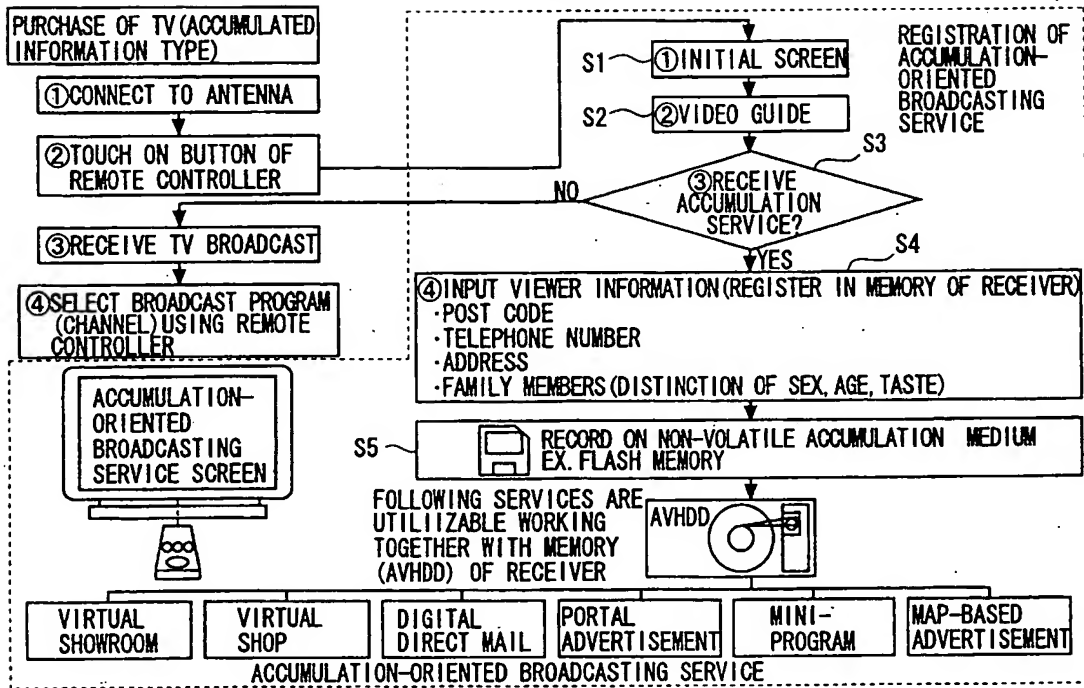 PURCHASE OF TV(ACCUMULATED
INFORMATION TYPE)
①CONNECT TO ANTENNA
②TOUCH ON BUTTON OF
REMOTE CONTROLLER
③RECEIVE TV BROADCAST
④SELECT BROADCAST PROGRAM
(CHANNEL)USING REMOTE
CONTROLLER
REGISTRATION OF
ACCUMULATION-
ORIENTED
BROADCASTING
SERVICE
S1
①INITIAL SCREEN
S2
②VIDEO GUIDE
S3
③RECEIVE
ACCUMULATION
SERVICE?
NO
YES
S4
④INPUT VIEWER INFORMATION(REGISTER IN MEMORY OF RECEIVER)
·POST CODE
·TELEPHONE NUMBER
·ADDRESS
·FAMILY MEMBERS(DISTINCTION OF SEX, AGE, TASTE)
S5
RECORD ON NON-VOLATILE ACCUMULATION MEDIUM
EX. FLASH MEMORY
ACCUMULATION-
ORIENTED
BROADCASTING
SERVICE SCREEN
FOLLOWING SERVICES ARE
UTILIIZABLE WORKING
TOGETHER WITH MEMORY
(AVHDD) OF RECEIVER
AVHDD
VIRTUAL
SHOWROOM
VIRTUAL
SHOP
DIGITAL
DIRECT MAIL
PORTAL
ADVERTISEMENT
MINI-
PROGRAM
MAP-BASED
ADVERTISEMENT
ACCUMULATION-ORIENTED BROADCASTING SERVICE